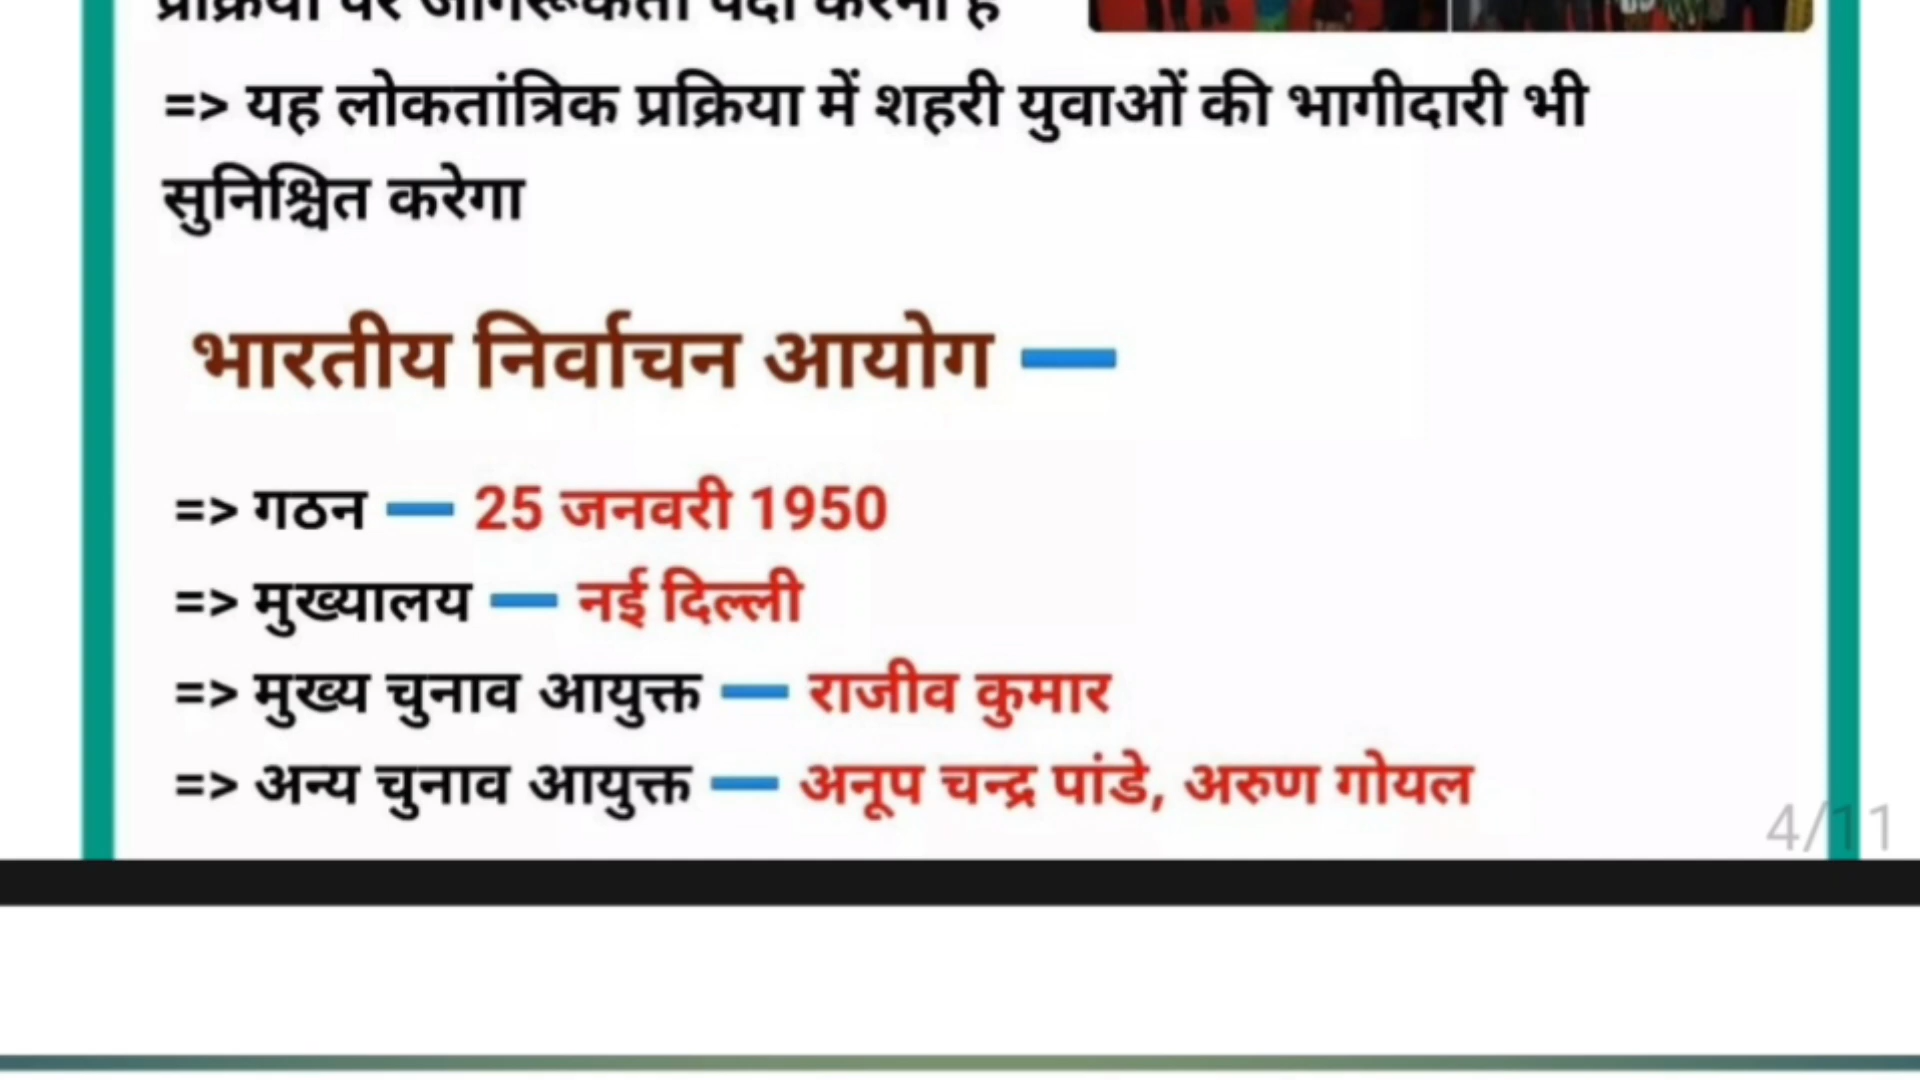 => यह लोकतांत्रिक प्रक्रिया में शहरी युवाओं की भागीदारी भी
सुनिश्चित करेगा
भारतीय निर्वाचन आयोग —
=> गठन — 25 जनवरी 1950
=> मुख्यालय — नई दिल्ली
=> मुख्य चुनाव आयुक्त — राजीव कुमार
=> अन्य चुनाव आयुक्त — अनूप चन्द्र पांडे, अरुण गोयल
4/11